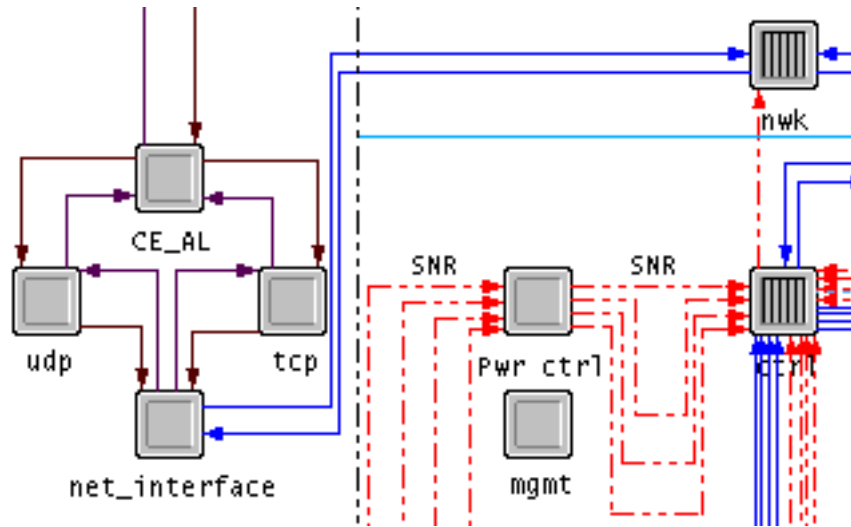 nwk
CE_AL
SNR
SNR
udp
tcp
Pwr ctrl
ctrl
net_interface
mgmt